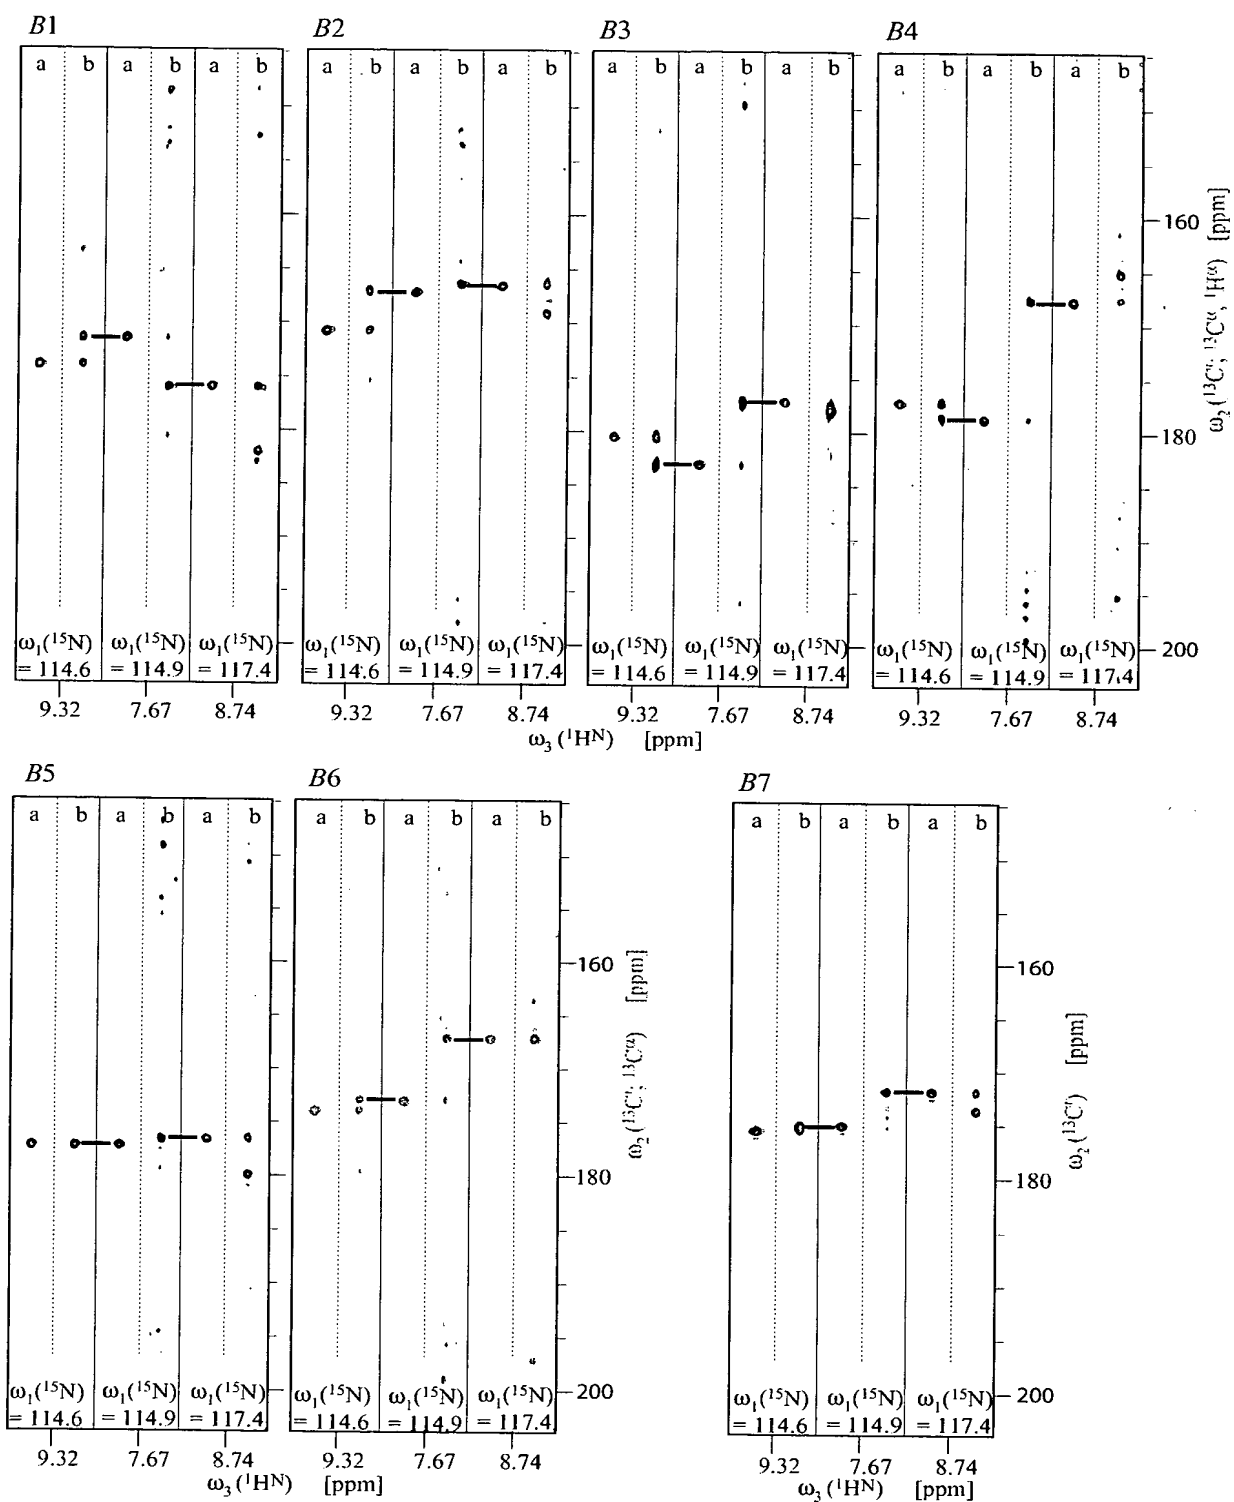 B1 B2 B3 B4
a b a b a b a b a b a b a b a b a b a b a b a b
160
180
200
ω₂(¹³C'; ¹³Cᵅ, ¹Hᵅ) [ppm]
ω₁(¹⁵N) ω₁(¹⁵N) ω₁(¹⁵N) ω₁(¹⁵N) ω₁(¹⁵N) ω₁(¹⁵N) ω₁(¹⁵N) ω₁(¹⁵N) ω₁(¹⁵N) ω₁(¹⁵N) ω₁(¹⁵N) ω₁(¹⁵N)
= 114.6 = 114.9 = 117.4 = 114.6 = 114.9 = 117.4 = 114.6 = 114.9 = 117.4 = 114.6 = 114.9 = 117.4
9.32 7.67 8.74 9.32 7.67 8.74 9.32 7.67 8.74 9.32 7.67 8.74
ω₃(¹Hᴺ) [ppm]
B5 B6 B7
a b a b a b a b a b a b a b a b a b
160 160
180 180
200 200
ω₂(¹³C'; ¹³Cᵅ) [ppm]
ω₂(¹³C') [ppm]
ω₁(¹⁵N) ω₁(¹⁵N) ω₁(¹⁵N) ω₁(¹⁵N) ω₁(¹⁵N) ω₁(¹⁵N) ω₁(¹⁵N) ω₁(¹⁵N) ω₁(¹⁵N)
= 114.6 = 114.9 = 117.4 = 114.6 = 114.9 = 117.4 = 114.6 = 114.9 = 117.4
9.32 7.67 8.74 9.32 7.67 8.74 9.32 7.67 8.74
ω₃(¹Hᴺ) [ppm] ω₃(¹Hᴺ) [ppm]